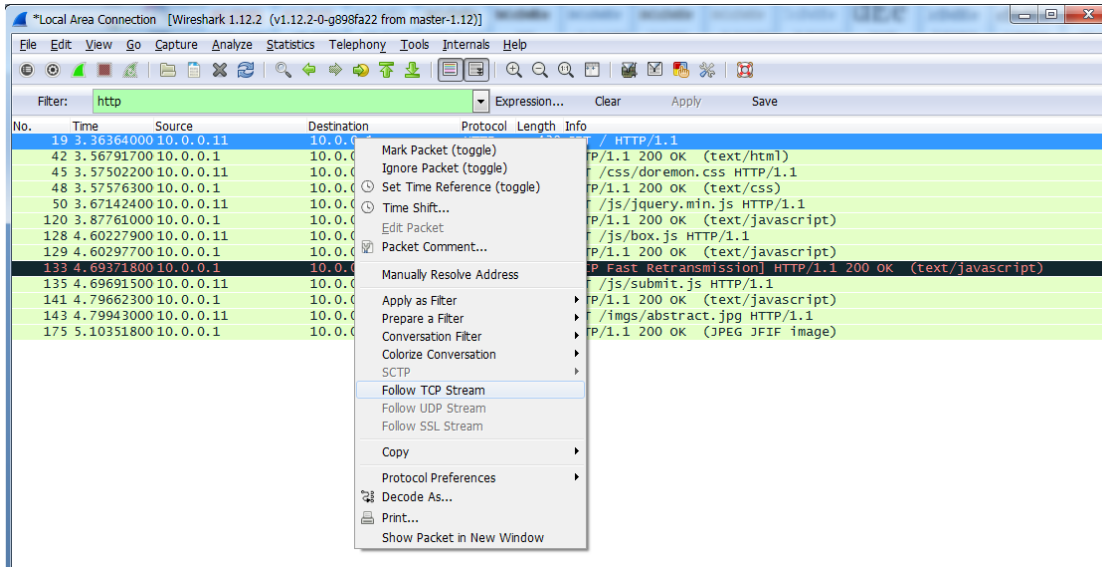 *Local Area Connection [Wireshark 1.12.2 (v1.12.2-0-g898fa22 from master-1.12)]
File Edit View Go Capture Analyze Statistics Telephony Tools Internals Help
Filter: http Expression... Clear Apply Save
No. Time Source Destination Protocol Length Info
19 3.36364000 10.0.0.11 / HTTP/1.1
42 3.56791700 10.0.0.1 10.0.0 TP/1.1 200 OK (text/html)
45 3.57502200 10.0.0.11 10.0.0 /css/doremon.css HTTP/1.1
48 3.57576300 10.0.0.1 10.0.0 TP/1.1 200 OK (text/css)
50 3.67142400 10.0.0.11 10.0.0 /js/jquery.min.js HTTP/1.1
120 3.87761000 10.0.0.1 10.0.0 TP/1.1 200 OK (text/javascript)
128 4.60227900 10.0.0.11 10.0.0 /js/box.js HTTP/1.1
129 4.60297700 10.0.0.1 10.0.0 TP/1.1 200 OK (text/javascript)
133 4.69371800 10.0.0.1 10.0.0 P Fast Retransmission] HTTP/1.1 200 OK (text/javascript)
135 4.69691500 10.0.0.11 10.0.0 /js/submit.js HTTP/1.1
141 4.79662300 10.0.0.1 10.0.0 TP/1.1 200 OK (text/javascript)
143 4.79943000 10.0.0.11 10.0.0 /imgs/abstract.jpg HTTP/1.1
175 5.10351800 10.0.0.1 10.0.0 TP/1.1 200 OK (JPEG JFIF image)
Mark Packet (toggle)
Ignore Packet (toggle)
Set Time Reference (toggle)
Time Shift...
Edit Packet
Packet Comment...
Manually Resolve Address
Apply as Filter
Prepare a Filter
Conversation Filter
Colorize Conversation
SCTP
Follow TCP Stream
Follow UDP Stream
Follow SSL Stream
Copy
Protocol Preferences
Decode As...
Print...
Show Packet in New Window